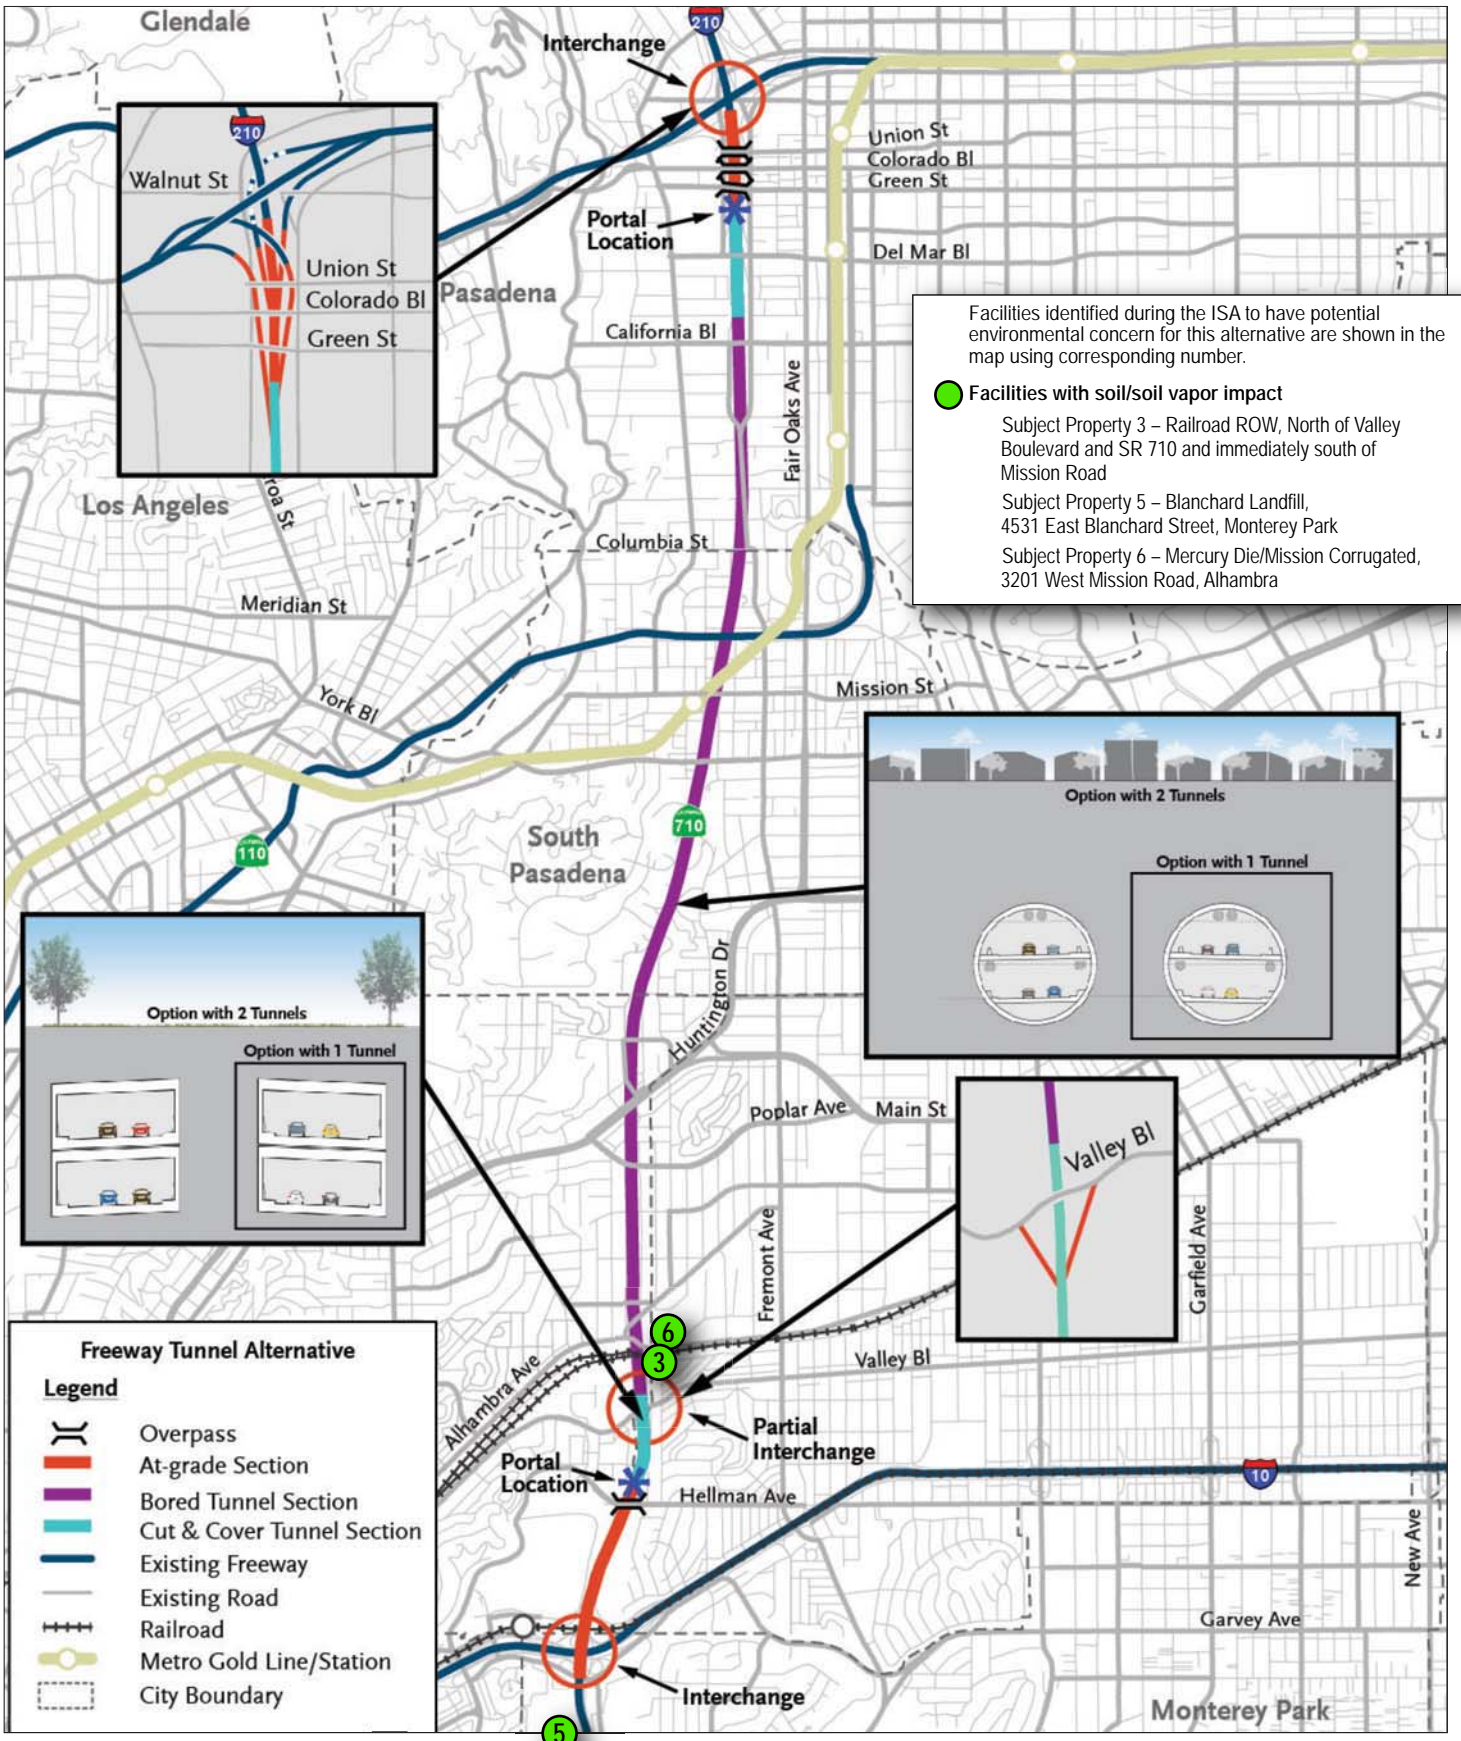 Glendale
210
Interchange
210
Walnut St
Union St
Colorado Bl
Green St
Union St
Colorado Bl
Green St
Portal
Location
Del Mar Bl
Pasadena
California Bl
Fair Oaks Ave
Facilities identified during the ISA to have potential
environmental concern for this alternative are shown in the
map using corresponding number.
Facilities with soil/soil vapor impact
Subject Property 3 – Railroad ROW, North of Valley
Boulevard and SR 710 and immediately south of
Mission Road
Subject Property 5 – Blanchard Landfill,
4531 East Blanchard Street, Monterey Park
Subject Property 6 – Mercury Die/Mission Corrugated,
3201 West Mission Road, Alhambra
Los Angeles
roa St
Columbia St
Meridian St
York Bl
Mission St
Option with 2 Tunnels
Option with 1 Tunnel
710
South
Pasadena
110
Option with 2 Tunnels
Option with 1 Tunnel
Huntington Dr
Poplar Ave
Main St
Valley Bl
Fremont Ave
Garfield Ave
6
3
Valley Bl
Alhambra Ave
Partial
Interchange
Portal
Location
Hellman Ave
10
New Ave
Garvey Ave
Interchange
Monterey Park
5
Freeway Tunnel Alternative
Legend
Overpass
At-grade Section
Bored Tunnel Section
Cut & Cover Tunnel Section
Existing Freeway
Existing Road
Railroad
Metro Gold Line/Station
City Boundary